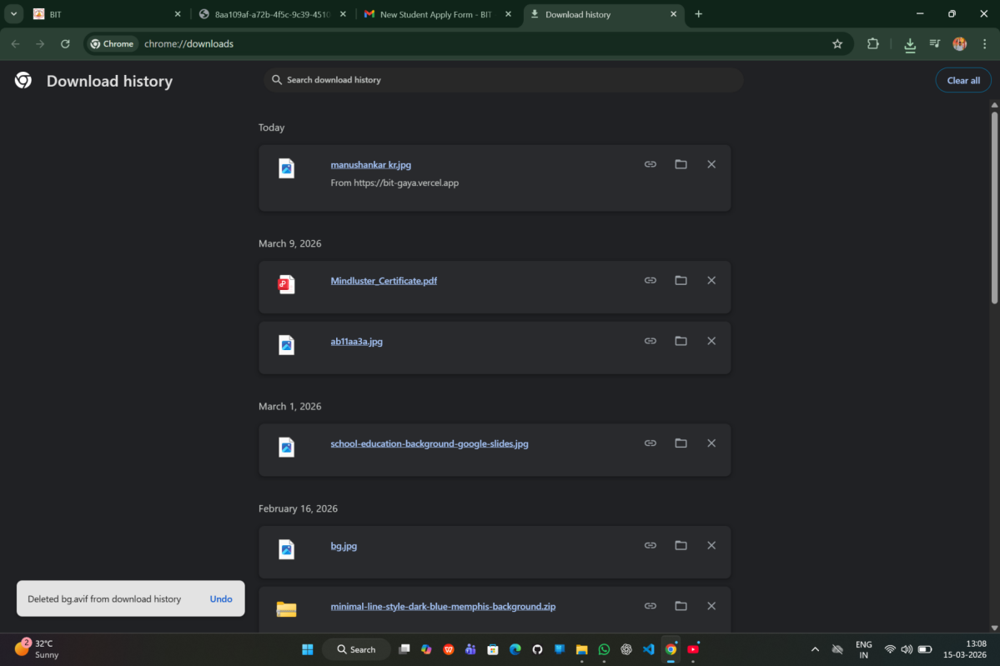 BIT
8aa109af-a72b-4f5c-9c39-4510
New Student Apply Form - BIT
Download history
Chrome
chrome://downloads
Download history
Search download history
Clear all
Today
manushankar kr.jpg
From https://bit-gaya.vercel.app
March 9, 2026
Mindluster_Certificate.pdf
ab11aa3a.jpg
March 1, 2026
school-education-background-google-slides.jpg
February 16, 2026
bg.jpg
minimal-line-style-dark-blue-memphis-background.zip
Deleted bg.avif from download history
Undo
2
32°C
Sunny
Search
ENG
IN
13:08
15-03-2026